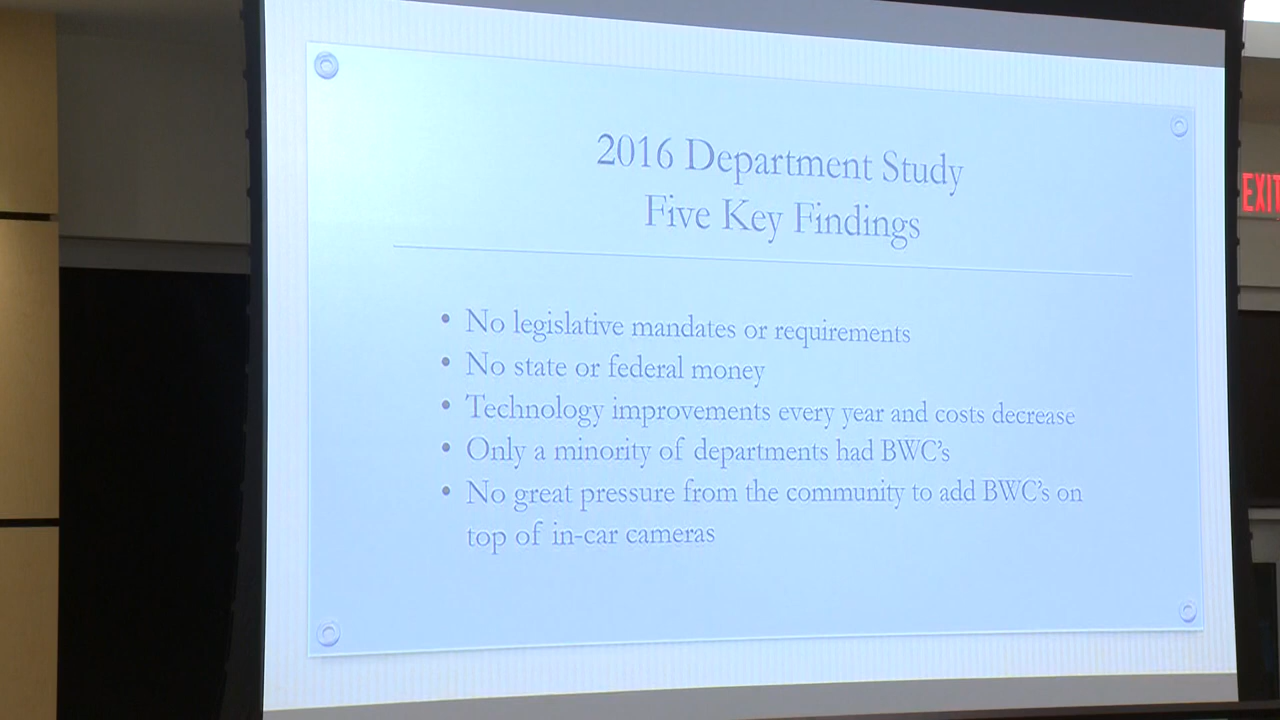 2016 Department Study
Five Key Findings
• No legislative mandates or requirements
• No state or federal money
• Technology improvements every year and costs decrease
• Only a minority of departments had BWC's
• No great pressure from the community to add BWC's on
top of in-car cameras
EXIT